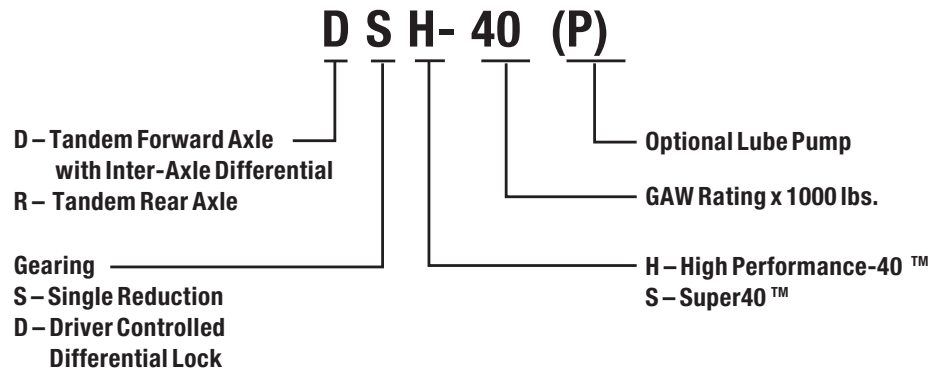 D S H- 40 (P)
D – Tandem Forward Axle
with Inter-Axle Differential
R – Tandem Rear Axle
Gearing
S – Single Reduction
D – Driver Controlled
Differential Lock
Optional Lube Pump
GAW Rating x 1000 lbs.
H – High Performance-40 ™
S – Super40 ™